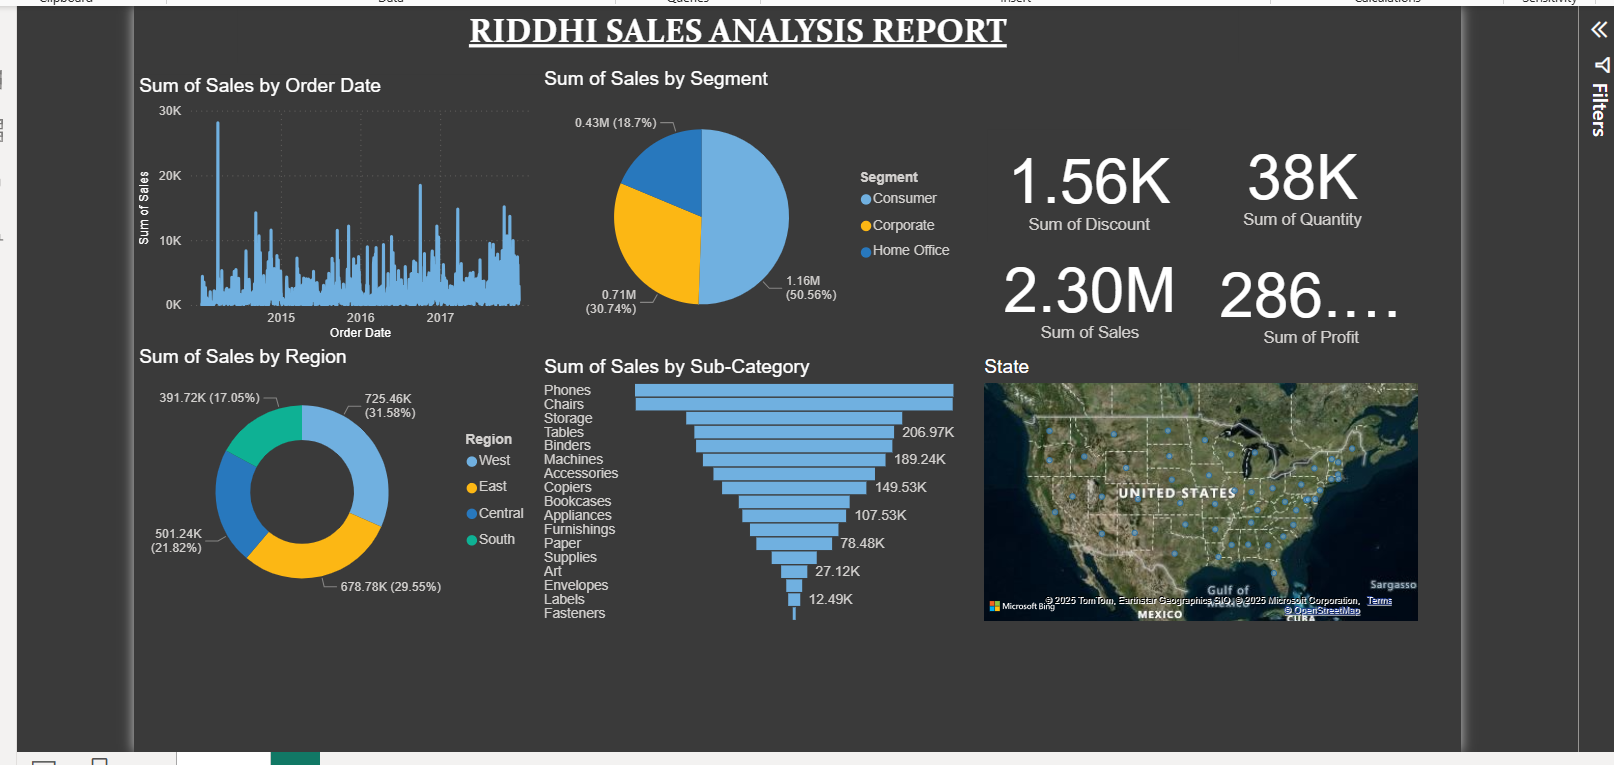 Clipboard
Data
Queries
Insert
Calculations
Sensitivity
RIDDHI SALES ANALYSIS REPORT
Filters
Sum of Sales by Order Date
30K
20K
10K
0K
Sum of Sales
2015 2016 2017
Order Date
Sum of Sales by Segment
0.43M (18.7%)
0.71M
(30.74%)
1.16M
(50.56%)
Segment
Consumer
Corporate
Home Office
1.56K
Sum of Discount
38K
Sum of Quantity
2.30M
Sum of Sales
286....
Sum of Profit
Sum of Sales by Region
391.72K (17.05%)
725.46K
(31.58%)
501.24K
(21.82%)
678.78K (29.55%)
Region
West
East
Central
South
Sum of Sales by Sub-Category
Phones
Chairs
Storage
Tables 206.97K
Binders
Machines 189.24K
Accessories
Copiers 149.53K
Bookcases
Appliances 107.53K
Furnishings
Paper 78.48K
Supplies
Art 27.12K
Envelopes
Labels 12.49K
Fasteners
State
UNITED STATES
Gulf of
Mexico
Sargasso
MEXICO
CUBA
Microsoft Bing
© 2025 TomTom, Earthstar Geographics SIO, © 2025 Microsoft Corporation, Terms
© OpenStreetMap